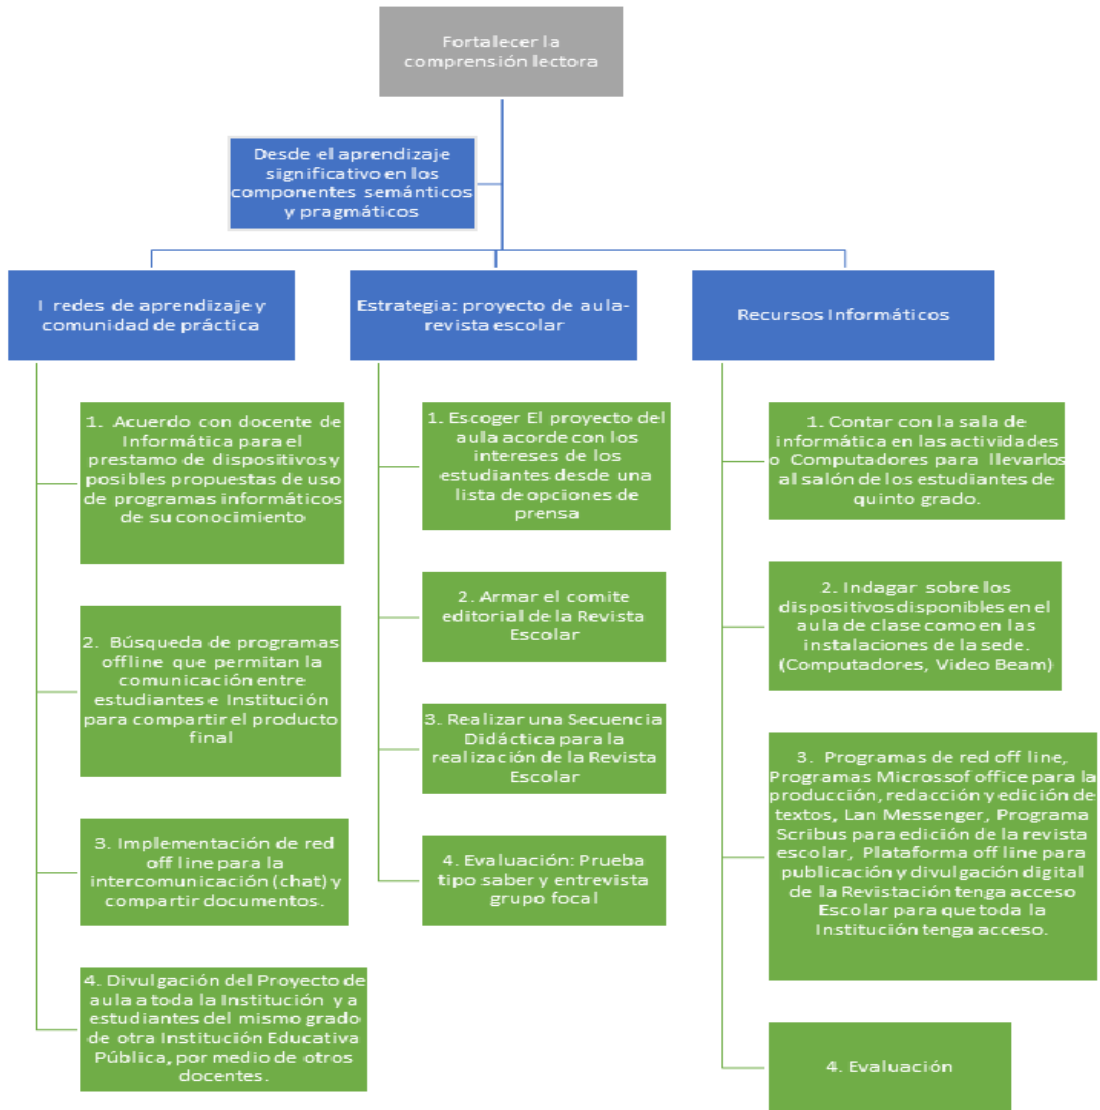 Fortalecer la
comprensión lectora
Desde el aprendizaje
significativo en los
componentes semánticos
y pragmáticos
I redes de aprendizaje y
comunidad de práctica
1. Acuerdo con docente de
Informática para el
prestamo de dispositivos y
posibles propuestas de uso
de programas informáticos
de su conocimiento
2. Búsqueda de programas
offline que permitan la
comunicación entre
estudiantes e Institución
para compartir el producto
final
3. Implementación de red
off line para la
intercomunicación (chat) y
compartir documentos.
4. Divulgación del Proyecto de
aula a toda la Institución y a
estudiantes del mismo grado
de otra Institución Educativa
Pública, por medio de otros
docentes.
Estrategia: proyecto de aula-
revista escolar
1. Escoger El proyecto del
aula acorde con los
intereses de los
estudiantes desde una
lista de opciones de
prensa
2. Armar el comite
editorial de la Revista
Escolar
3. Realizar una Secuencia
Didáctica para la
realización de la Revista
Escolar
4. Evaluación: Prueba
tipo saber y entrevista
grupo focal
Recursos Informáticos
1. Contar con la sala de
informática en las actividades
o Computadores para llevarlos
al salón de los estudiantes de
quinto grado.
2. Indagar sobre los
dispositivos disponibles en el
aula de clase como en las
instalaciones de la sede.
(Computadores, Video Beam)
3. Programas de red off line,
Programas Microssof office para la
producción, redacción y edición de
textos, Lan Messenger, Programa
Scribus para edición de la revista
escolar, Plataforma off line para
publicación y divulgación digital
de la Revistación tenga acceso
Escolar para que toda la
Institución tenga acceso.
4. Evaluación